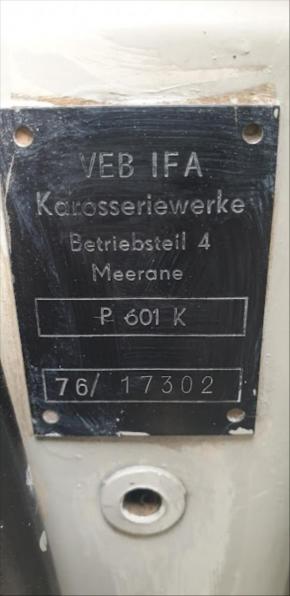 VEB IFA
Karosseriewerke
Betriebsteil 4
Meerane
P 601 K
76/ 17302